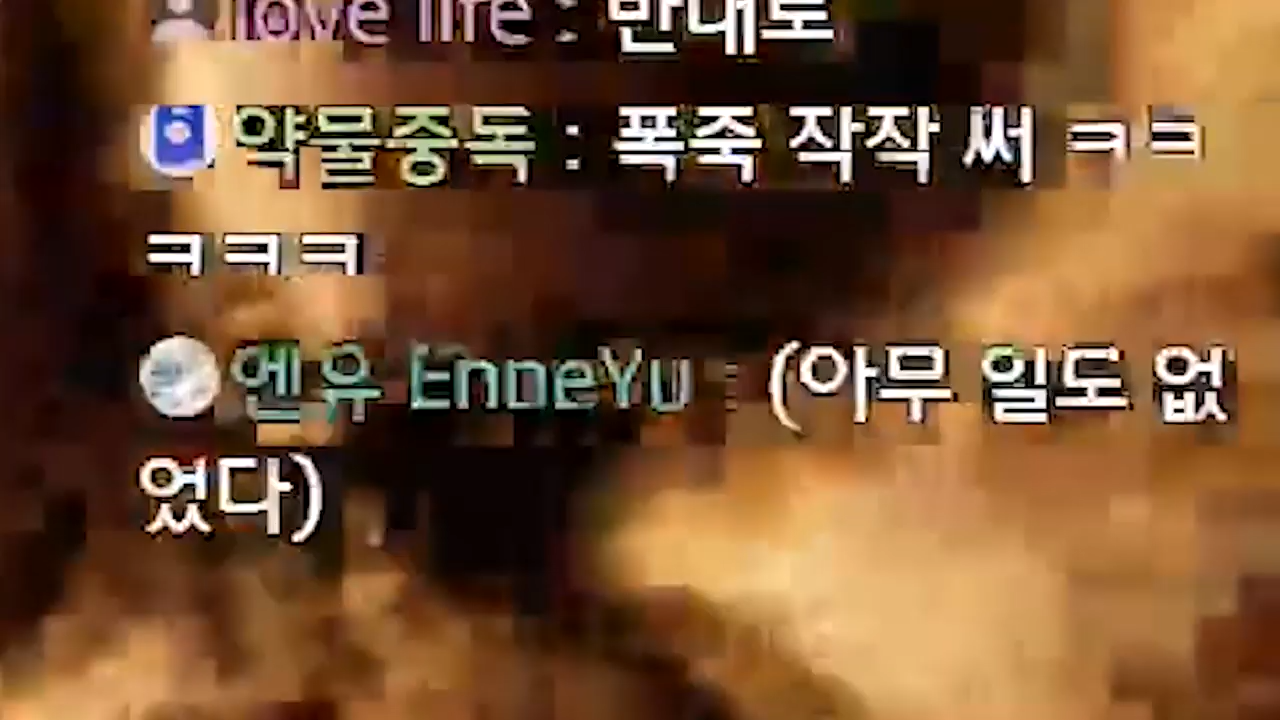 love life : 반대로
약물중독 : 폭죽 작작 써 ㅋㅋ
ㅋㅋㅋ
엔유 EnneYu : (아무 일도 없
었다)